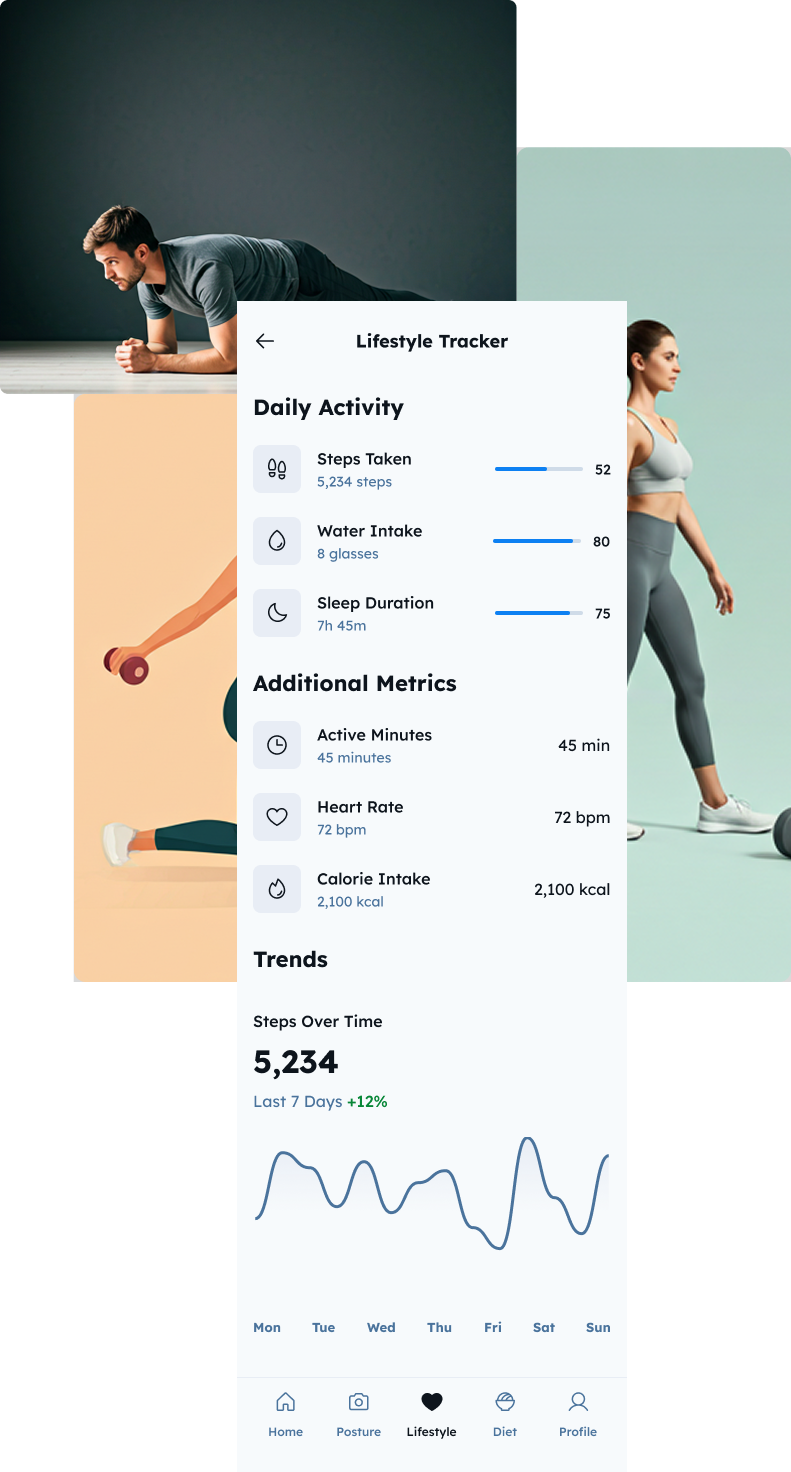 Lifestyle Tracker
Daily Activity
Steps Taken
5,234 steps
52
Water Intake
8 glasses
80
Sleep Duration
7h 45m
75
Additional Metrics
Active Minutes
45 minutes
45 min
Heart Rate
72 bpm
72 bpm
Calorie Intake
2,100 kcal
2,100 kcal
Trends
Steps Over Time
5,234
Last 7 Days +12%
Mon Tue Wed Thu Fri Sat Sun
Home Posture Lifestyle Diet Profile